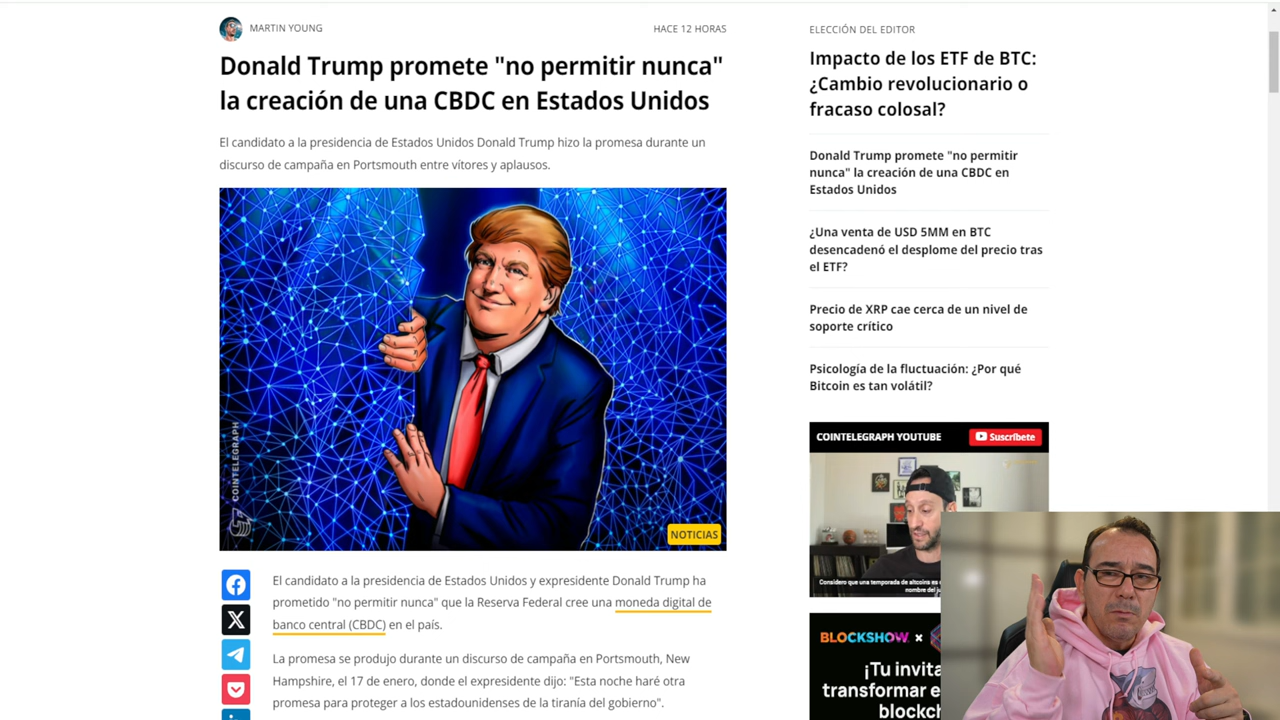 MARTIN YOUNG
HACE 12 HORAS
Donald Trump promete "no permitir nunca"
la creación de una CBDC en Estados Unidos
El candidato a la presidencia de Estados Unidos Donald Trump hizo la promesa durante un
discurso de campaña en Portsmouth entre vítores y aplausos.
COINTELEGRAPH
NOTICIAS
El candidato a la presidencia de Estados Unidos y expresidente Donald Trump ha
prometido "no permitir nunca" que la Reserva Federal cree una moneda digital de
banco central (CBDC) en el país.
La promesa se produjo durante un discurso de campaña en Portsmouth, New
Hampshire, el 17 de enero, donde el expresidente dijo: "Esta noche haré otra
promesa para proteger a los estadounidenses de la tiranía del gobierno".
ELECCIÓN DEL EDITOR
Impacto de los ETF de BTC:
¿Cambio revolucionario o
fracaso colosal?
Donald Trump promete "no permitir
nunca" la creación de una CBDC en
Estados Unidos
¿Una venta de USD 5MM en BTC
desencadenó el desplome del precio tras
el ETF?
Precio de XRP cae cerca de un nivel de
soporte crítico
Psicología de la fluctuación: ¿Por qué
Bitcoin es tan volátil?
COINTELEGRAPH YOUTUBE
Suscríbete
Considero que una temporada de altcoins es
nombre del
BLOCKSHOW ×
¡Tu invita
transformar e
blockch